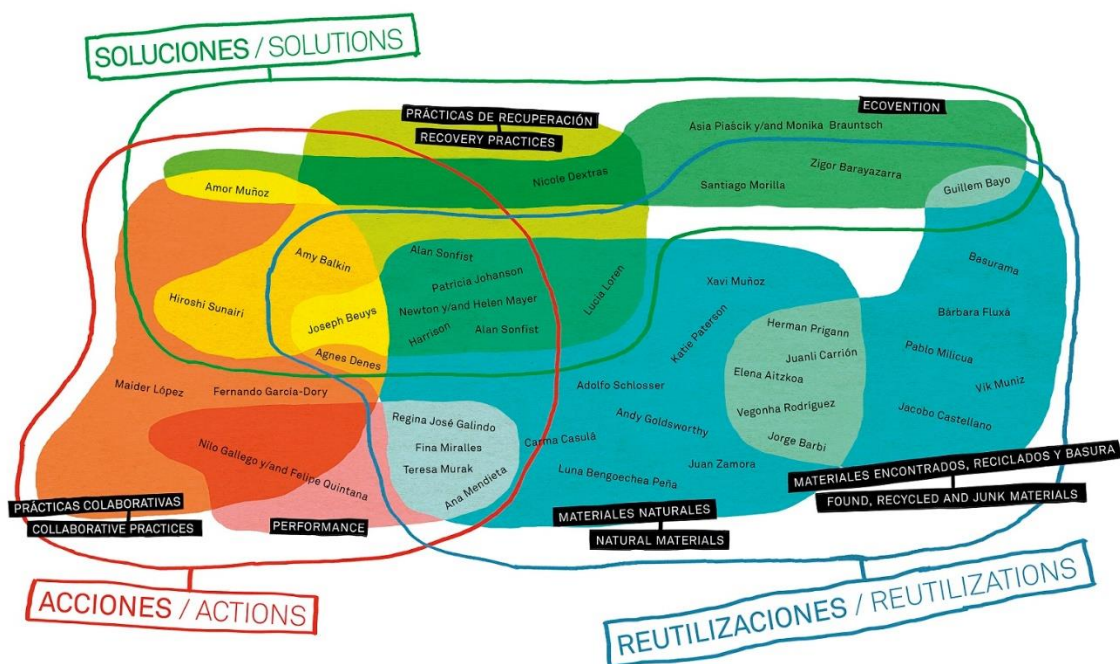 SOLUCIONES / SOLUTIONS
PRÁCTICAS DE RECUPERACIÓN
RECOVERY PRACTICES
ECOVENTION
Asia Piaścik y/and Monika Brauntsch
Nicole Dextras
Zigor Barayazarra
Santiago Morilla
Guillem Bayo
Amor Muñoz
Amy Balkin
Alan Sonfist
Patricia Johanson
Hiroshi Sunairi
Joseph Beuys
Newton y/and Helen Mayer
Harrison
Alan Sonfist
Lucía Loren
Agnes Denes
Xavi Muñoz
Katie Paterson
Basurama
Bárbara Fluxá
Herman Prigann
Juanli Carrión
Elena Aitzkoa
Vegonha Rodríguez
Jorge Barbi
Pablo Milicua
Vik Muniz
Jacobo Castellano
Maider López
Fernando García-Dory
Adolfo Schlosser
Andy Goldsworthy
Carma Casulá
Juan Zamora
Luna Bengoechea Peña
Regina José Galindo
Fina Miralles
Teresa Murak
Ana Mendieta
Nilo Gallego y/and Felipe Quintana
PRÁCTICAS COLABORATIVAS
COLLABORATIVE PRACTICES
PERFORMANCE
MATERIALES NATURALES
NATURAL MATERIALS
MATERIALES ENCONTRADOS, RECICLADOS Y BASURA
FOUND, RECYCLED AND JUNK MATERIALS
ACCIONES / ACTIONS
REUTILIZACIONES / REUTILIZATIONS